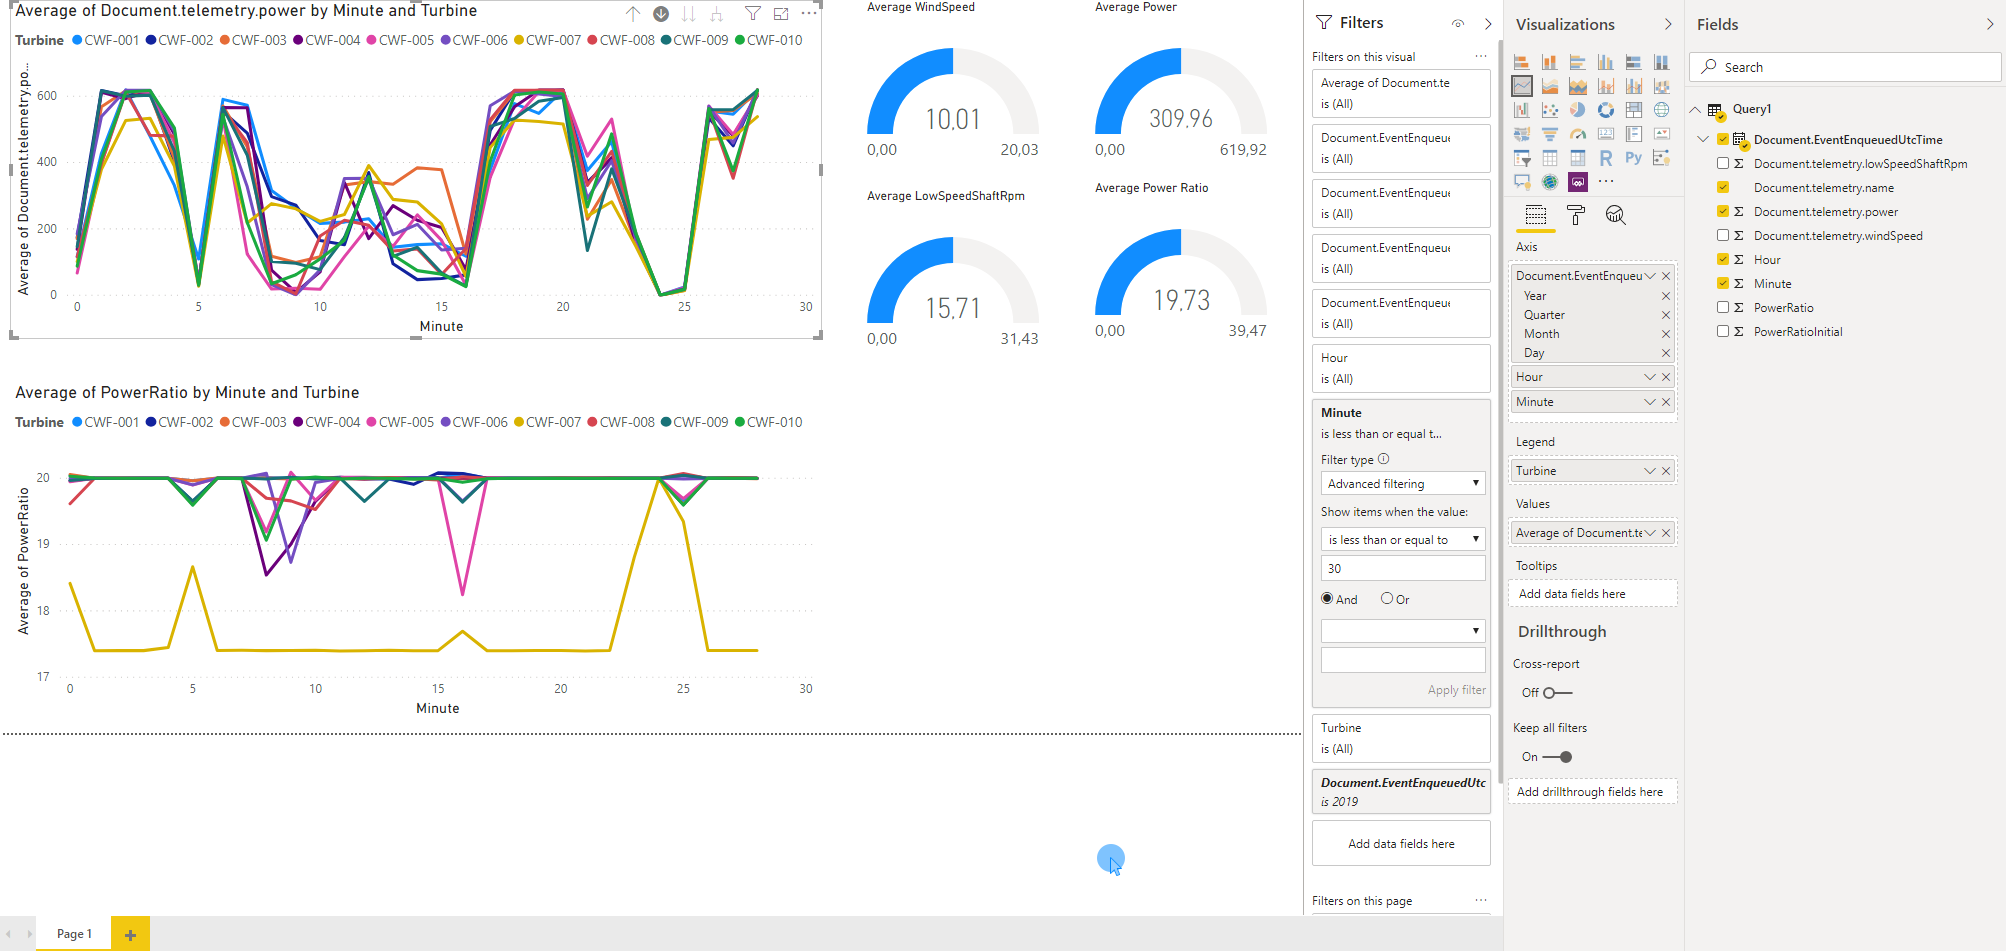 Average of Document.telemetry.power by Minute and Turbine
Turbine CWF-001 CWF-002 CWF-003 CWF-004 CWF-005 CWF-006 CWF-007 CWF-008 CWF-009 CWF-010
Average of Document.telemetry.po...
600
400
200
0
0 5 10 15 20 25 30
Minute
Average WindSpeed
10,01
0,00 20,03
Average Power
309,96
0,00 619,92
Average LowSpeedShaftRpm
15,71
0,00 31,43
Average Power Ratio
19,73
0,00 39,47
Average of PowerRatio by Minute and Turbine
Turbine CWF-001 CWF-002 CWF-003 CWF-004 CWF-005 CWF-006 CWF-007 CWF-008 CWF-009 CWF-010
Average of PowerRatio
20
19
18
17
0 5 10 15 20 25 30
Minute
Page 1
Filters
Filters on this visual
Average of Document.te
is (All)
Document.EventEnqueue
is (All)
Document.EventEnqueue
is (All)
Document.EventEnqueue
is (All)
Document.EventEnqueue
is (All)
Hour
is (All)
Minute
is less than or equal t...
Filter type
Advanced filtering
Show items when the value:
is less than or equal to
30
And Or
Apply filter
Turbine
is (All)
Document.EventEnqueuedUtc
is 2019
Add data fields here
Filters on this page
Visualizations
R Py
123
Axis
Document.EventEnqueu
Year
Quarter
Month
Day
Hour
Minute
Legend
Turbine
Values
Average of Document.te
Tooltips
Add data fields here
Drillthrough
Cross-report
Off
Keep all filters
On
Add drillthrough fields here
Fields
Search
Query1
Document.EventEnqueuedUtcTime
Document.telemetry.lowSpeedShaftRpm
Document.telemetry.name
Document.telemetry.power
Document.telemetry.windSpeed
Hour
Minute
PowerRatio
PowerRatioInitial